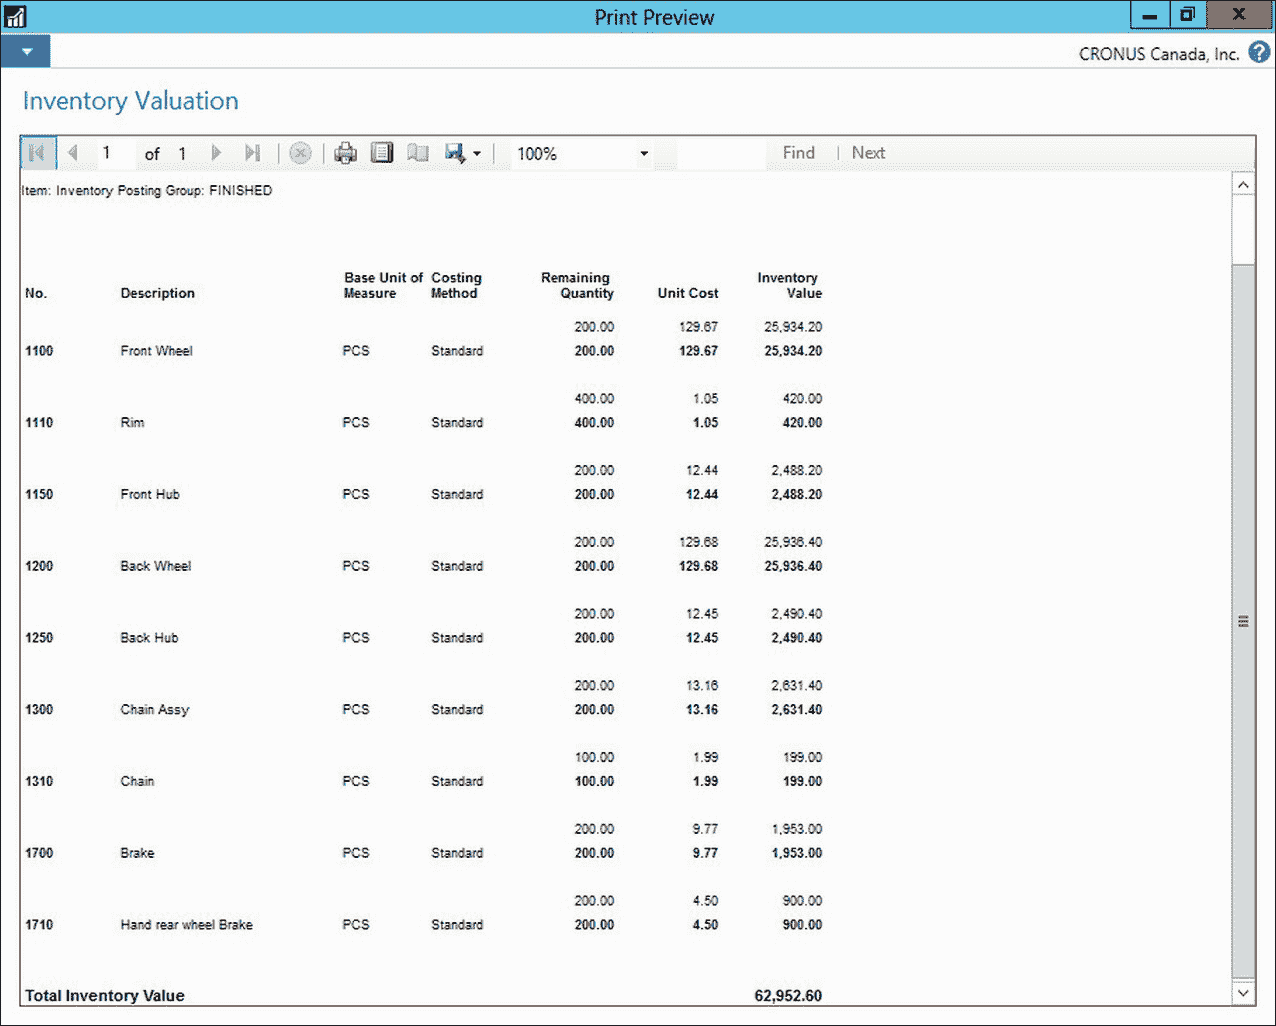 Print Preview
CRONUS Canada, Inc.
Inventory Valuation
1 of 1 100% Find | Next
Item: Inventory Posting Group: FINISHED
Base Unit of Costing Remaining Inventory
No. Description Measure Method Quantity Unit Cost Value
200.00 129.67 25,934.20
1100 Front Wheel PCS Standard 200.00 129.67 25,934.20
400.00 1.05 420.00
1110 Rim PCS Standard 400.00 1.05 420.00
200.00 12.44 2,488.20
1150 Front Hub PCS Standard 200.00 12.44 2,488.20
200.00 129.68 25,936.40
1200 Back Wheel PCS Standard 200.00 129.68 25,936.40
200.00 12.45 2,490.40
1250 Back Hub PCS Standard 200.00 12.45 2,490.40
200.00 13.16 2,631.40
1300 Chain Assy PCS Standard 200.00 13.16 2,631.40
100.00 1.99 199.00
1310 Chain PCS Standard 100.00 1.99 199.00
200.00 9.77 1,953.00
1700 Brake PCS Standard 200.00 9.77 1,953.00
200.00 4.50 900.00
1710 Hand rear wheel Brake PCS Standard 200.00 4.50 900.00
Total Inventory Value 62,952.60